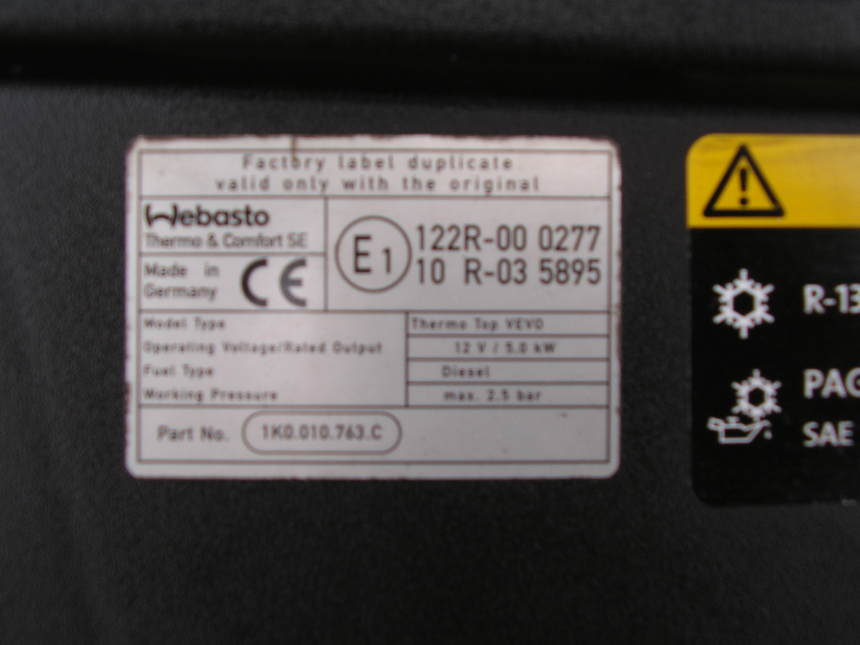 Factory label duplicate
valid only with the original
Webasto
Thermo & Comfort SE
Made in
Germany
CE
E1
122R-00 0277
10 R-03 5895
Model Type
Thermo Top VEVO
Operating Voltage/Rated Output
12 V / 5.0 kW
Fuel Type
Diesel
Working Pressure
max. 2.5 bar
Part No. 1K0.010.763.C
R-13
PAG
SAE